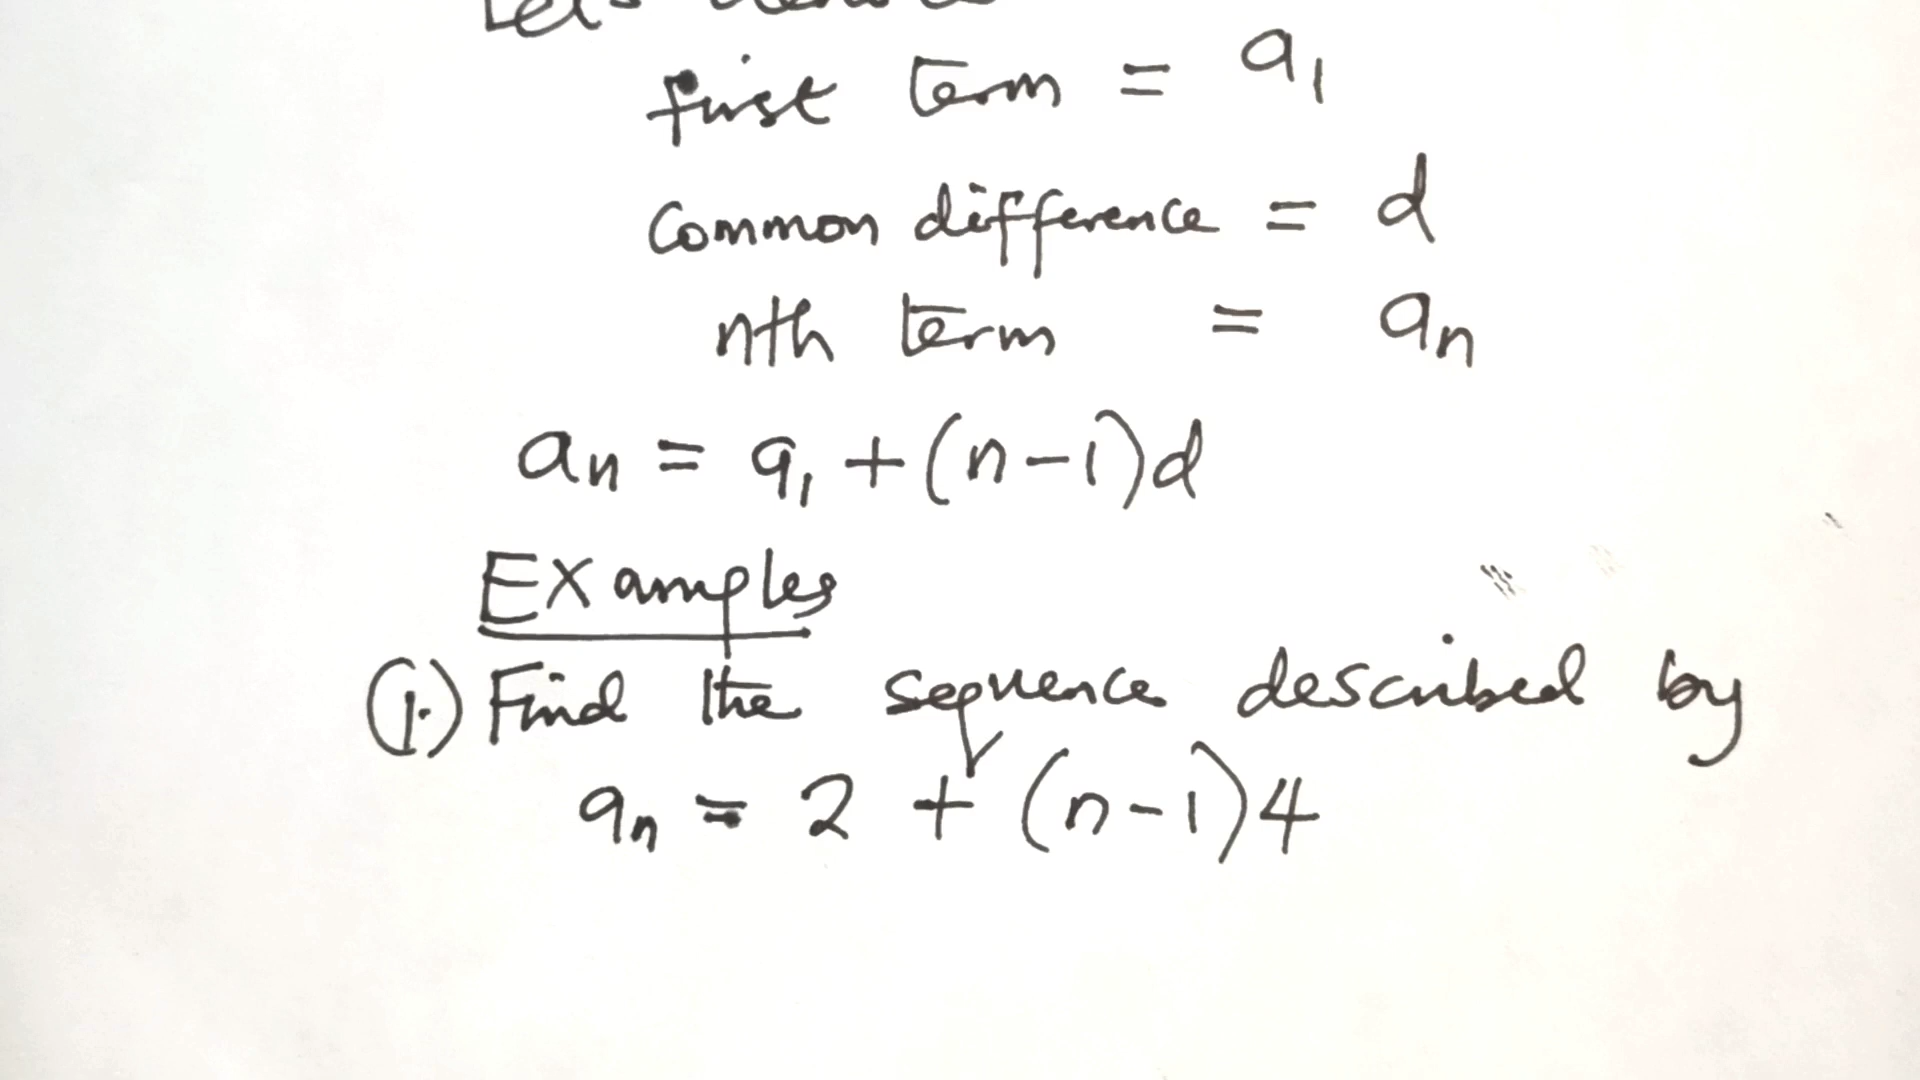 Let's
first term = a₁
Common difference = d
nth term = aₙ
aₙ = a₁ + (n-1)d
Examples
(1.) Find the sequence described by
aₙ = 2 + (n-1)4